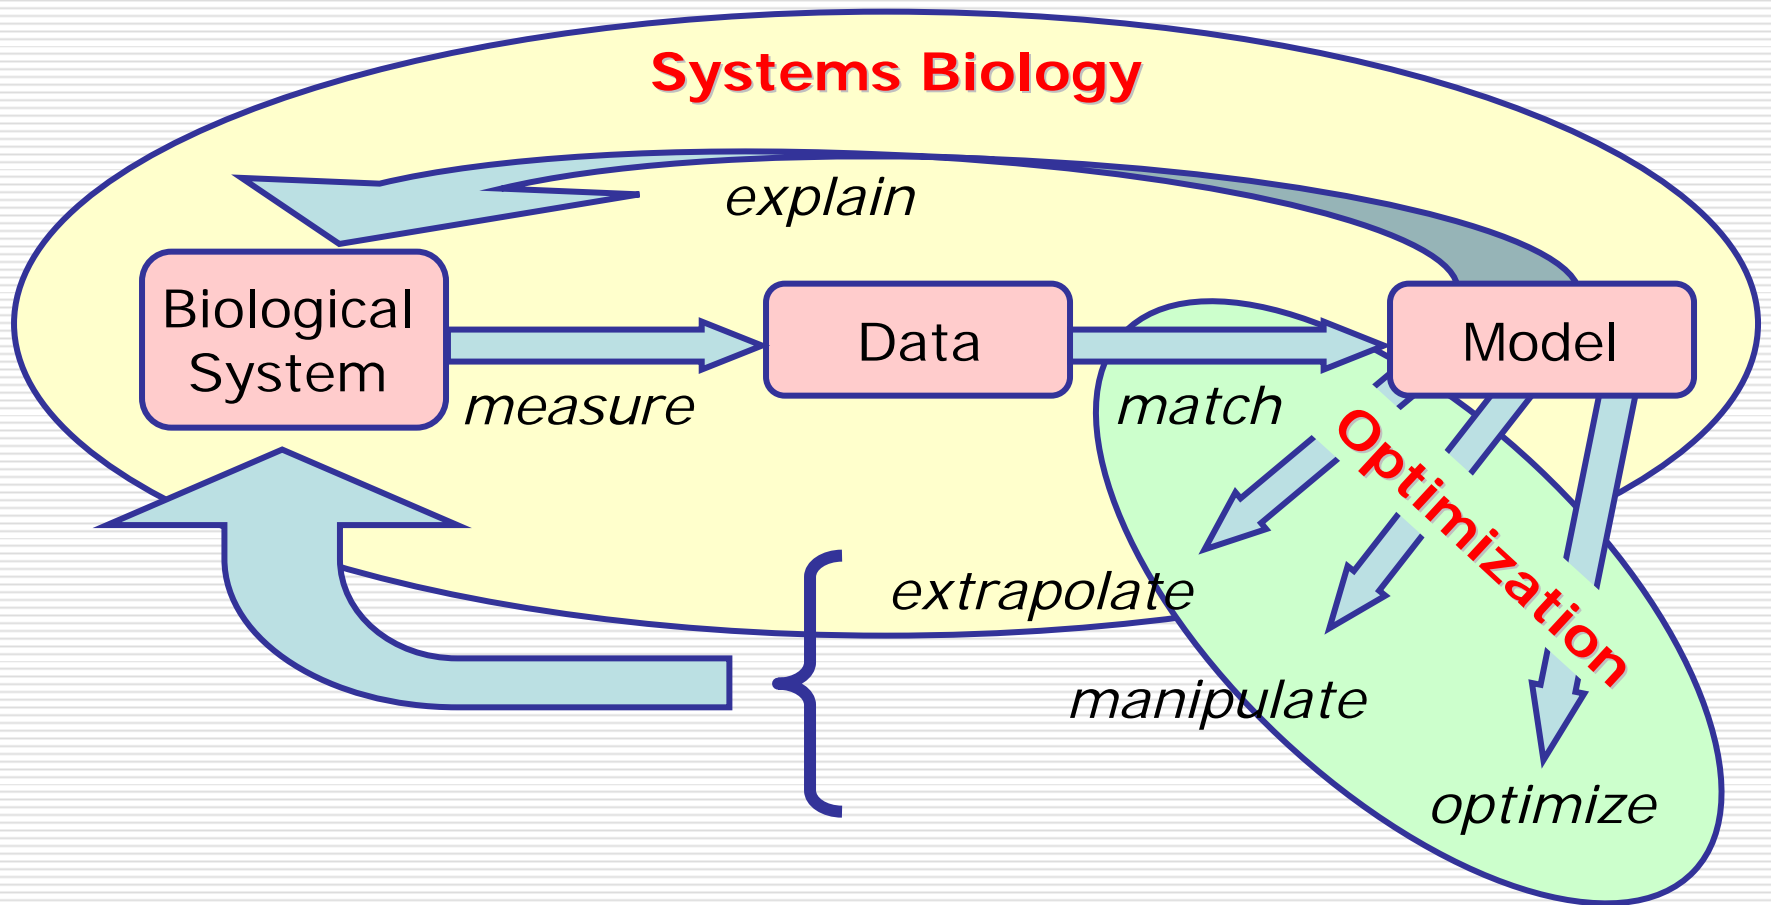 Systems Biology
explain
Biological
System
Data
Model
measure
match
Optimization
extrapolate
manipulate
optimize